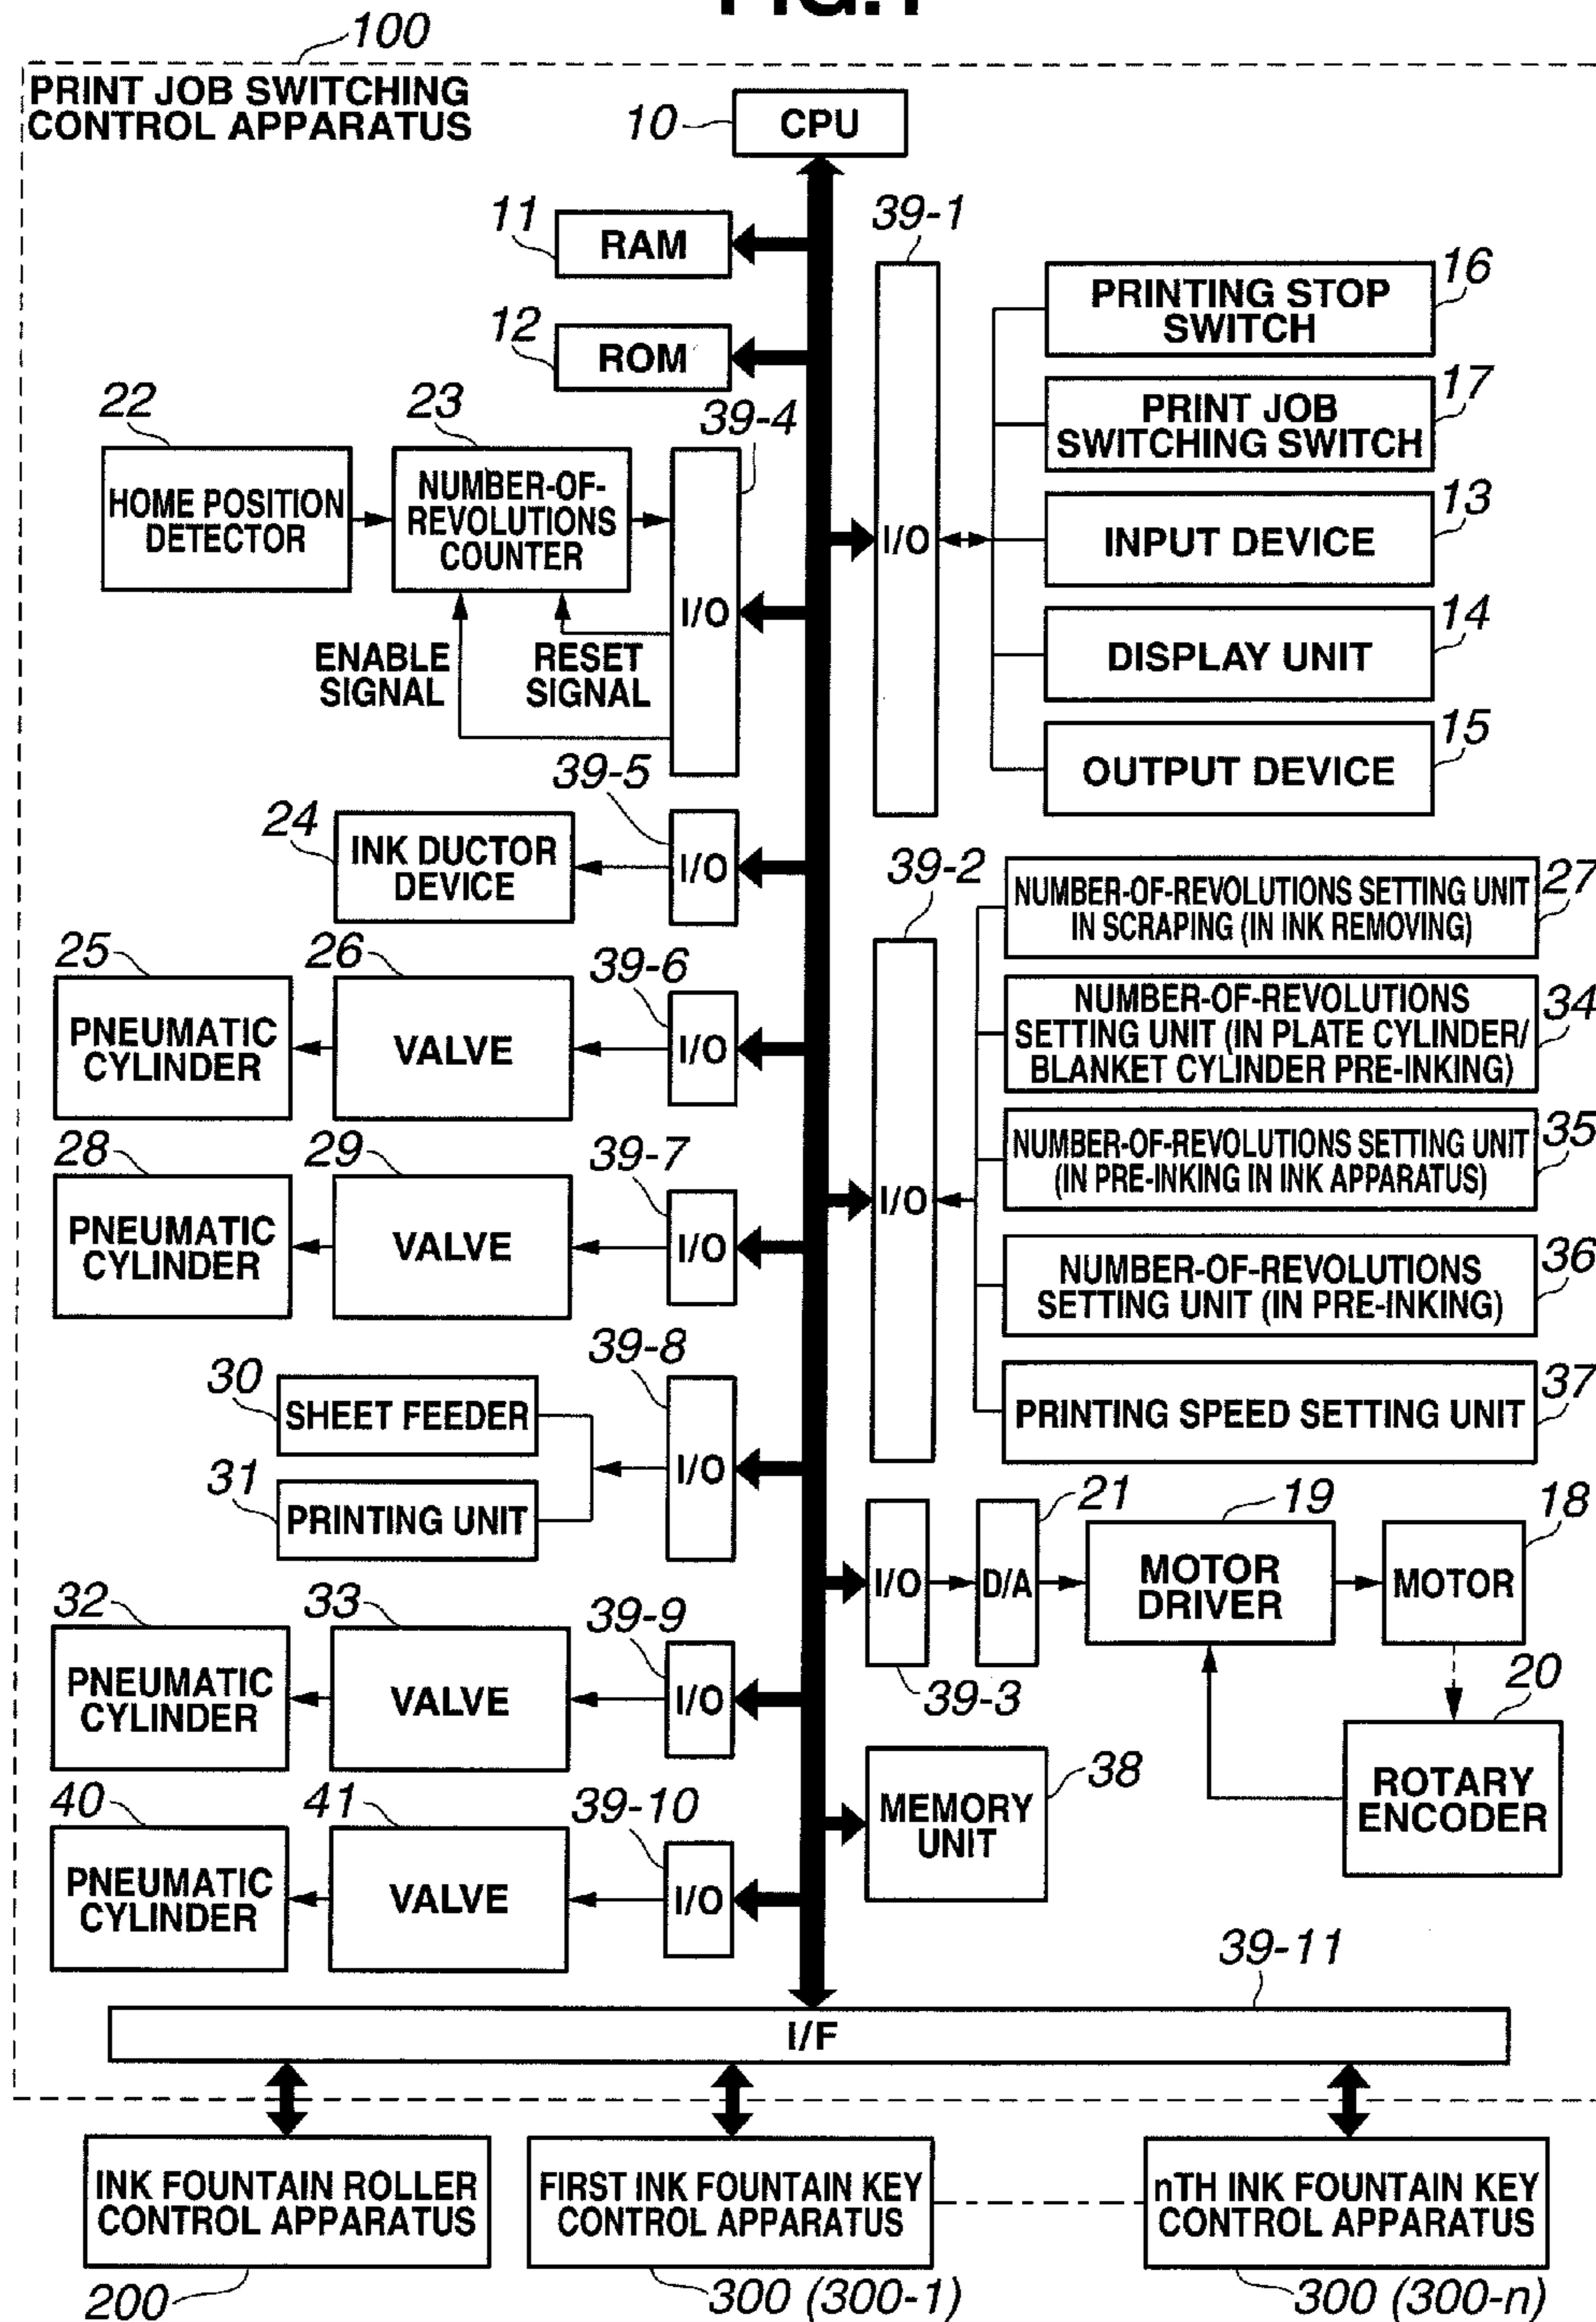 FIG.1
100
PRINT JOB SWITCHING
CONTROL APPARATUS
10
CPU
11
RAM
12
ROM
39-1
I/O
PRINTING STOP
SWITCH
16
PRINT JOB
SWITCHING SWITCH
17
INPUT DEVICE
13
DISPLAY UNIT
14
OUTPUT DEVICE
15
22
HOME POSITION
DETECTOR
23
NUMBER-OF-
REVOLUTIONS
COUNTER
39-4
I/O
ENABLE
SIGNAL
RESET
SIGNAL
24
INK DUCTOR
DEVICE
39-5
I/O
25
PNEUMATIC
CYLINDER
26
VALVE
39-6
I/O
28
PNEUMATIC
CYLINDER
29
VALVE
39-7
I/O
39-2
I/O
NUMBER-OF-REVOLUTIONS SETTING UNIT
IN SCRAPING (IN INK REMOVING)
27
NUMBER-OF-REVOLUTIONS
SETTING UNIT (IN PLATE CYLINDER/
BLANKET CYLINDER PRE-INKING)
34
NUMBER-OF-REVOLUTIONS SETTING UNIT
(IN PRE-INKING IN INK APPARATUS)
35
NUMBER-OF-REVOLUTIONS
SETTING UNIT (IN PRE-INKING)
36
PRINTING SPEED SETTING UNIT
37
30
SHEET FEEDER
31
PRINTING UNIT
39-8
I/O
I/O
39-3
D/A
21
MOTOR
DRIVER
19
MOTOR
18
ROTARY
ENCODER
20
32
PNEUMATIC
CYLINDER
33
VALVE
39-9
I/O
MEMORY
UNIT
38
40
PNEUMATIC
CYLINDER
41
VALVE
39-10
I/O
39-11
I/F
INK FOUNTAIN ROLLER
CONTROL APPARATUS
200
FIRST INK FOUNTAIN KEY
CONTROL APPARATUS
300 (300-1)
nTH INK FOUNTAIN KEY
CONTROL APPARATUS
300 (300-n)